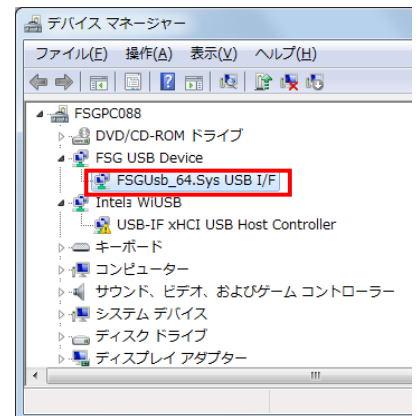 デバイス マネージャー
ファイル(F) 操作(A) 表示(V) ヘルプ(H)
FSGPC088
DVD/CD-ROM ドライブ
FSG USB Device
FSGUsb_64.Sys USB I/F
Intela WiUSB
USB-IF xHCI USB Host Controller
キーボード
コンピューター
サウンド、ビデオ、およびゲーム コントローラー
システム デバイス
ディスク ドライブ
ディスプレイ アダプター